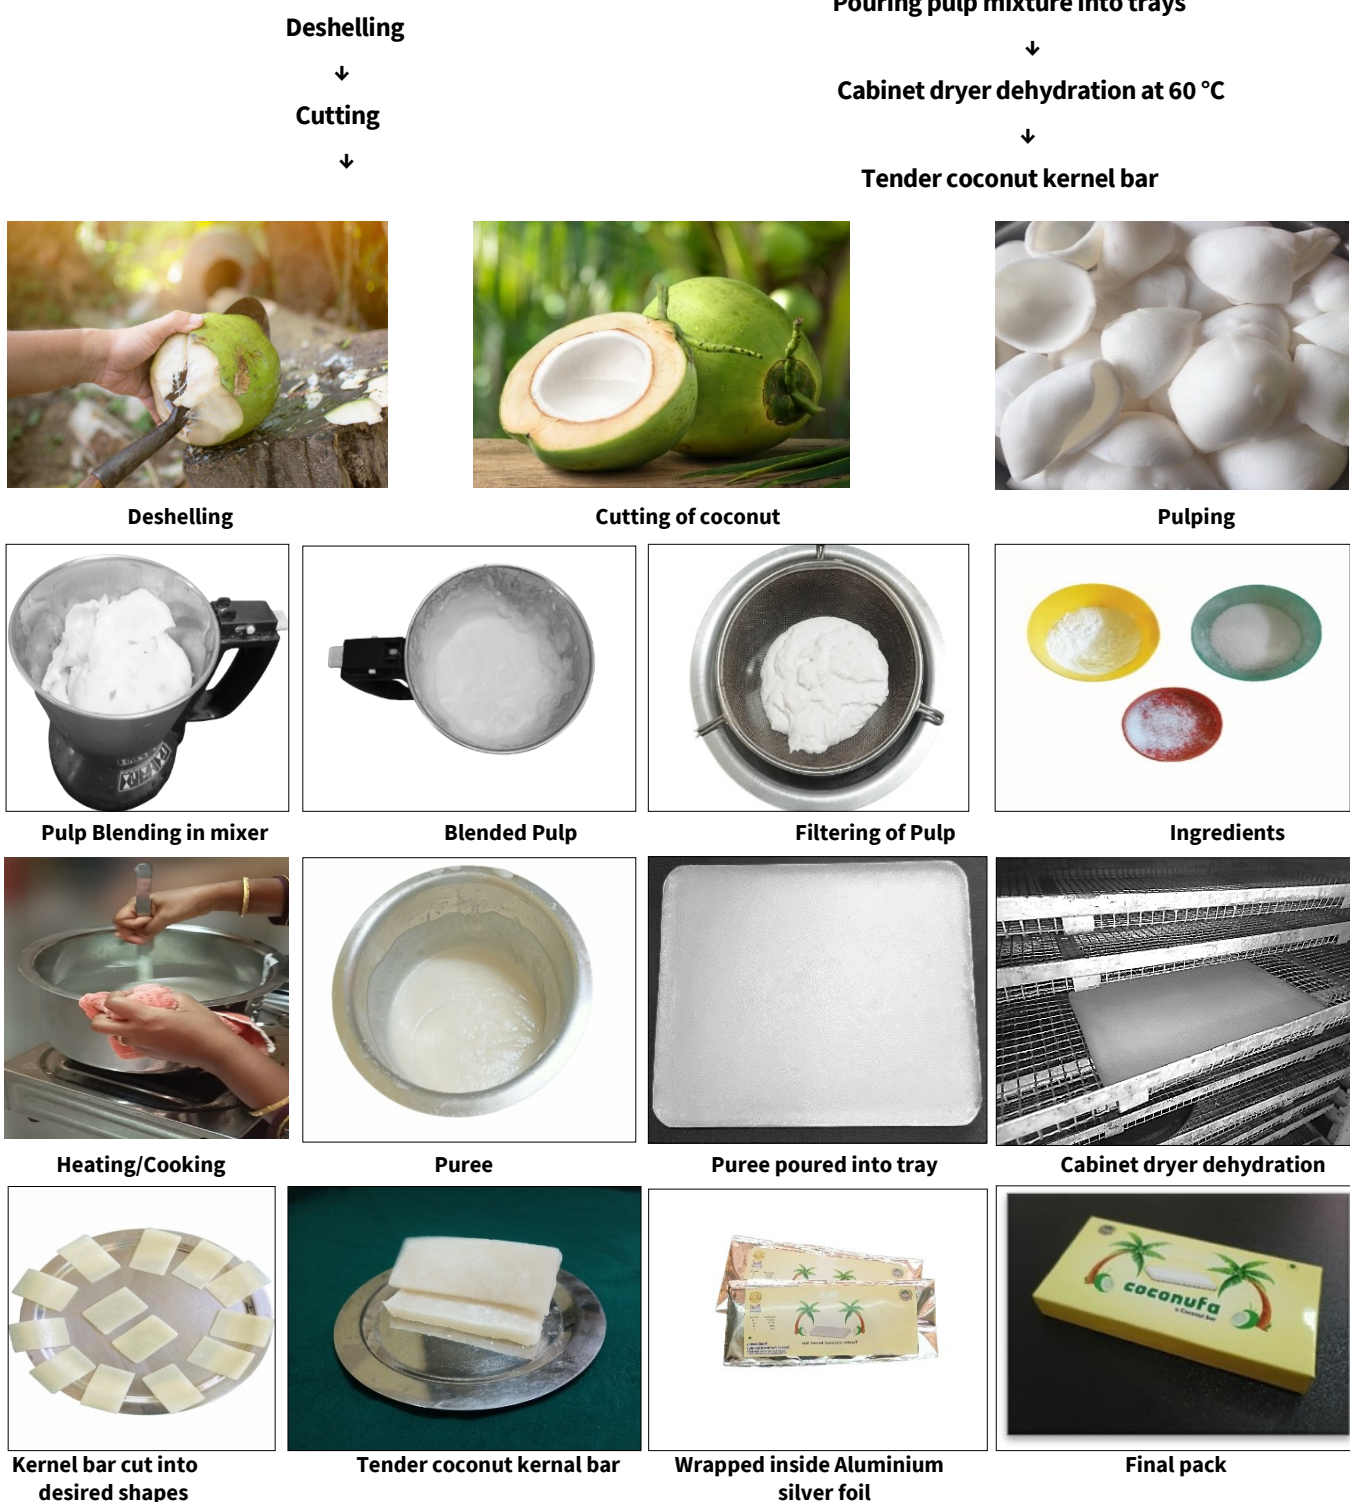 Deshelling
↓
Cutting
↓
Pouring pulp mixture into trays
↓
Cabinet dryer dehydration at 60 °C
↓
Tender coconut kernel bar
Deshelling
Cutting of coconut
Pulping
Pulp Blending in mixer
Blended Pulp
Filtering of Pulp
Ingredients
Heating/Cooking
Puree
Puree poured into tray
Cabinet dryer dehydration
coconufa
Coconut bar
Kernel bar cut into
desired shapes
Tender coconut kernal bar
Wrapped inside Aluminium
silver foil
Final pack